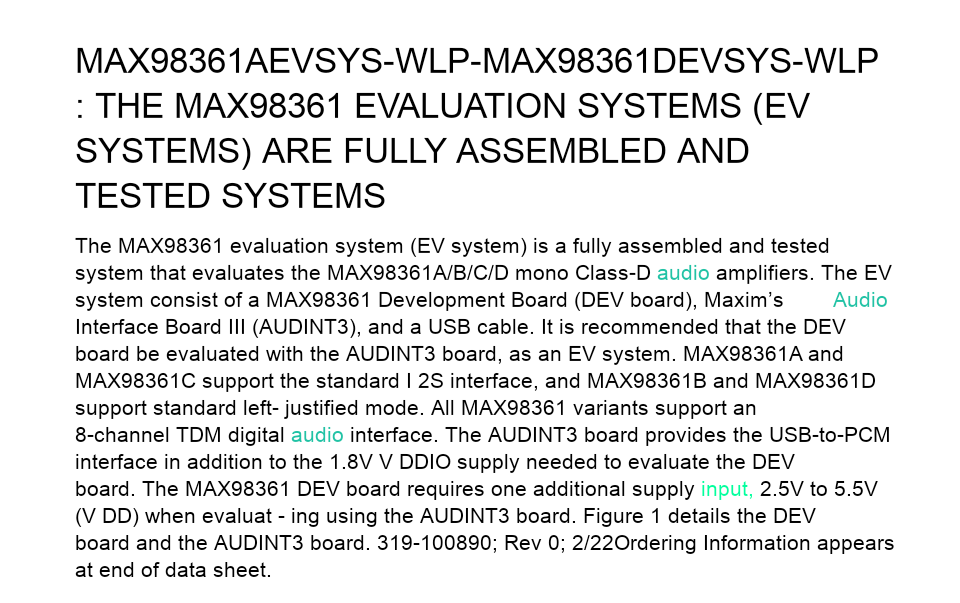 MAX98361AEVSYS-WLP-MAX98361DEVSYS-WLP
: THE MAX98361 EVALUATION SYSTEMS (EV
SYSTEMS) ARE FULLY ASSEMBLED AND
TESTED SYSTEMS
The MAX98361 evaluation system (EV system) is a fully assembled and tested
system that evaluates the MAX98361A/B/C/D mono Class-D audio amplifiers. The EV
system consist of a MAX98361 Development Board (DEV board), Maxim’s Audio
Interface Board III (AUDINT3), and a USB cable. It is recommended that the DEV
board be evaluated with the AUDINT3 board, as an EV system. MAX98361A and
MAX98361C support the standard I 2S interface, and MAX98361B and MAX98361D
support standard left- justified mode. All MAX98361 variants support an
8-channel TDM digital audio interface. The AUDINT3 board provides the USB-to-PCM
interface in addition to the 1.8V V DDIO supply needed to evaluate the DEV
board. The MAX98361 DEV board requires one additional supply input, 2.5V to 5.5V
(V DD) when evaluat - ing using the AUDINT3 board. Figure 1 details the DEV
board and the AUDINT3 board. 319-100890; Rev 0; 2/22Ordering Information appears
at end of data sheet.